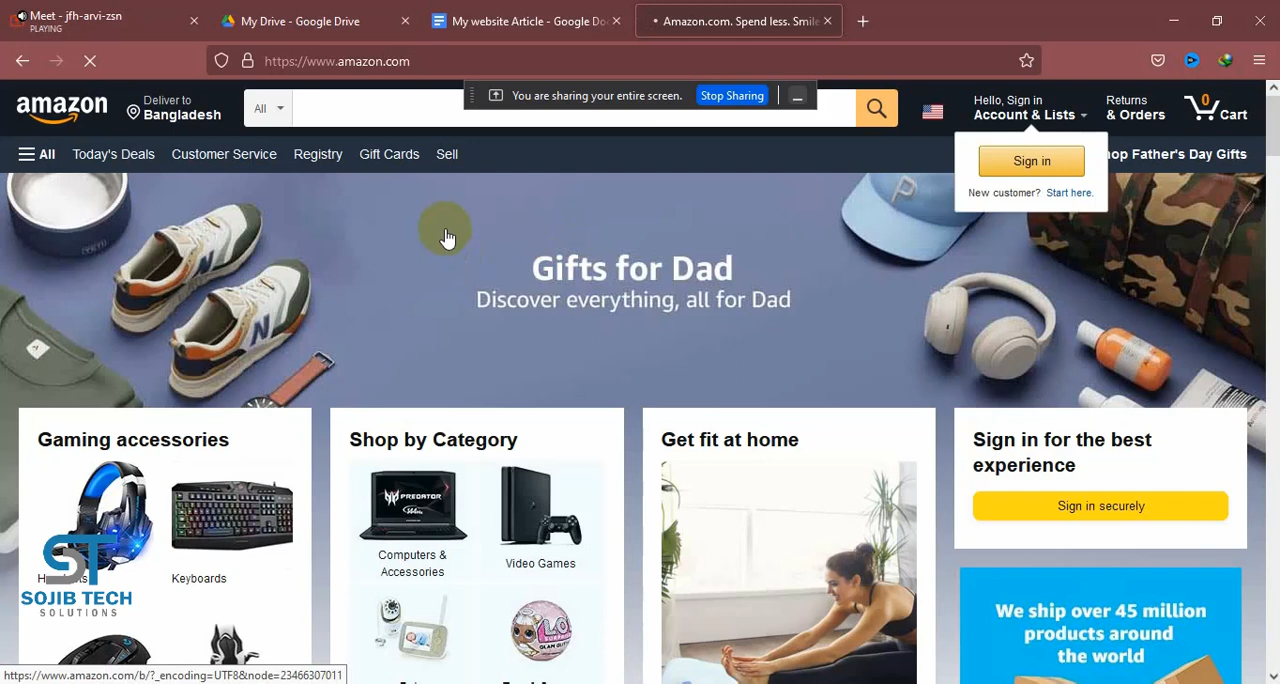 Meet - jfh-arvi-zsn
PLAYING
My Drive - Google Drive
My website Article - Google Do
Amazon.com. Spend less. Smile
https://www.amazon.com
amazon
Deliver to
Bangladesh
All
You are sharing your entire screen.
Stop Sharing
Hello, Sign in
Account & Lists
Returns
& Orders
0
Cart
All
Today's Deals
Customer Service
Registry
Gift Cards
Sell
Shop Father's Day Gifts
Sign in
New customer? Start here.
Gifts for Dad
Discover everything, all for Dad
Gaming accessories
Keyboards
Shop by Category
PREDATOR
Computers &
Accessories
Video Games
Get fit at home
Sign in for the best
experience
Sign in securely
We ship over 45 million
products around
the world
ST
SOJIB TECH
SOLUTIONS
https://www.amazon.com/b/?_encoding=UTF8&node=23466307011